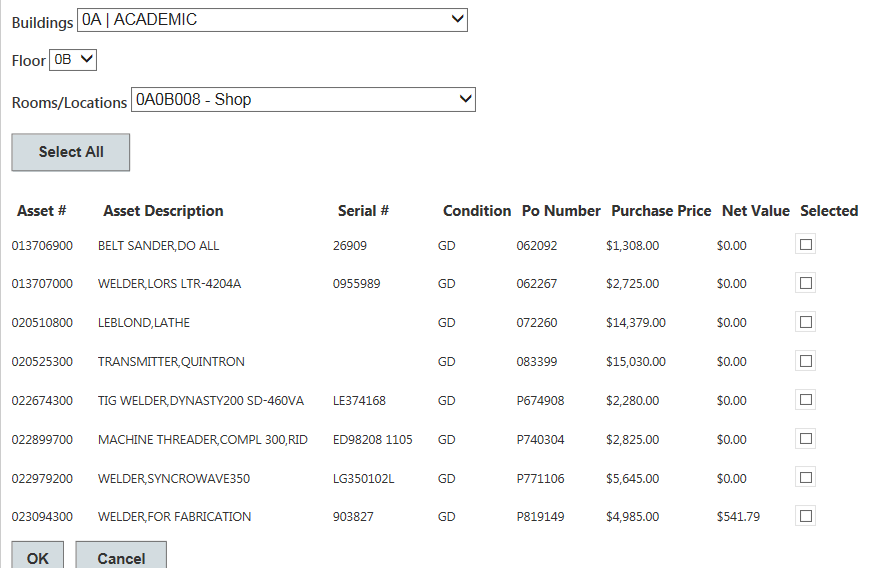 Buildings 0A | ACADEMIC
Floor 0B
Rooms/Locations 0A0B008 - Shop
Select All
Asset # Asset Description Serial # Condition Po Number Purchase Price Net Value Selected
013706900 BELT SANDER,DO ALL 26909 GD 062092 $1,308.00 $0.00
013707000 WELDER,LORS LTR-4204A 0955989 GD 062267 $2,725.00 $0.00
020510800 LEBLOND,LATHE GD 072260 $14,379.00 $0.00
020525300 TRANSMITTER,QUINTRON GD 083399 $15,030.00 $0.00
022674300 TIG WELDER,DYNASTY200 SD-460VA LE374168 GD P674908 $2,280.00 $0.00
022899700 MACHINE THREADER,COMPL 300,RID ED98208 1105 GD P740304 $2,825.00 $0.00
022979200 WELDER,SYNCROWAVE350 LG350102L GD P771106 $5,645.00 $0.00
023094300 WELDER,FOR FABRICATION 903827 GD P819149 $4,985.00 $541.79
OK Cancel